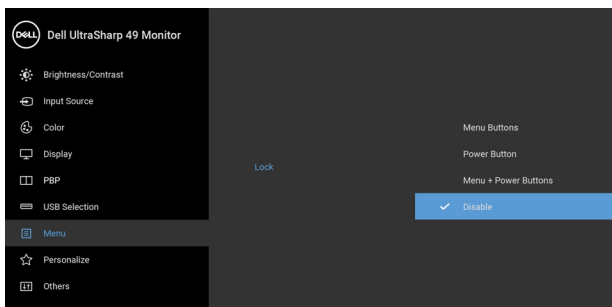 DELL
Dell UltraSharp 49 Monitor
Brightness/Contrast
Input Source
Color
Display
PBP
USB Selection
Menu
Personalize
Others
Lock
Menu Buttons
Power Button
Menu + Power Buttons
Disable